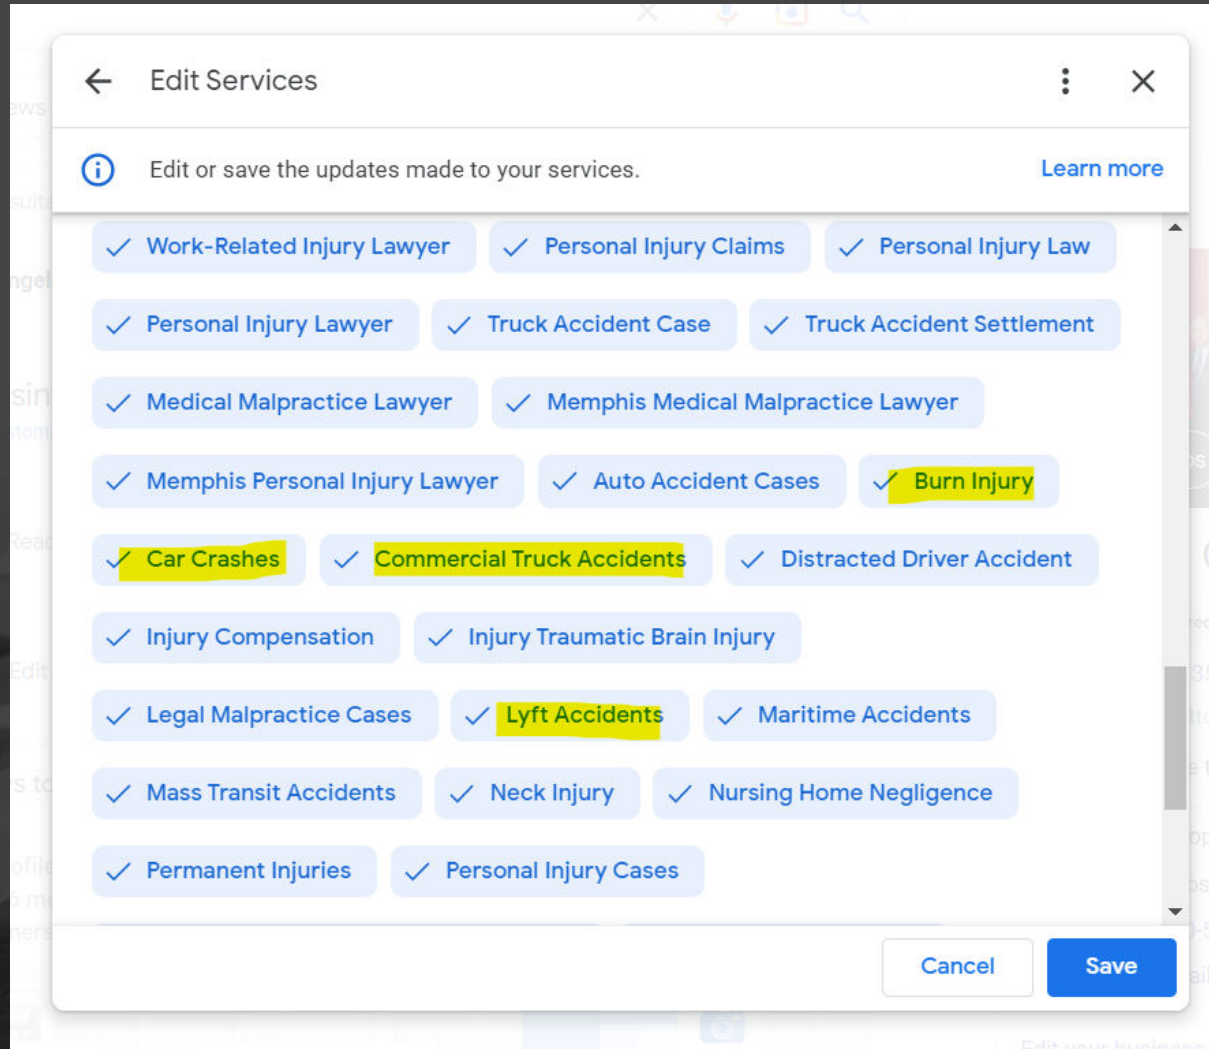 Edit Services
Edit or save the updates made to your services. Learn more
Work-Related Injury Lawyer Personal Injury Claims Personal Injury Law
Personal Injury Lawyer Truck Accident Case Truck Accident Settlement
Medical Malpractice Lawyer Memphis Medical Malpractice Lawyer
Memphis Personal Injury Lawyer Auto Accident Cases Burn Injury
Car Crashes Commercial Truck Accidents Distracted Driver Accident
Injury Compensation Injury Traumatic Brain Injury
Legal Malpractice Cases Lyft Accidents Maritime Accidents
Mass Transit Accidents Neck Injury Nursing Home Negligence
Permanent Injuries Personal Injury Cases
Cancel Save